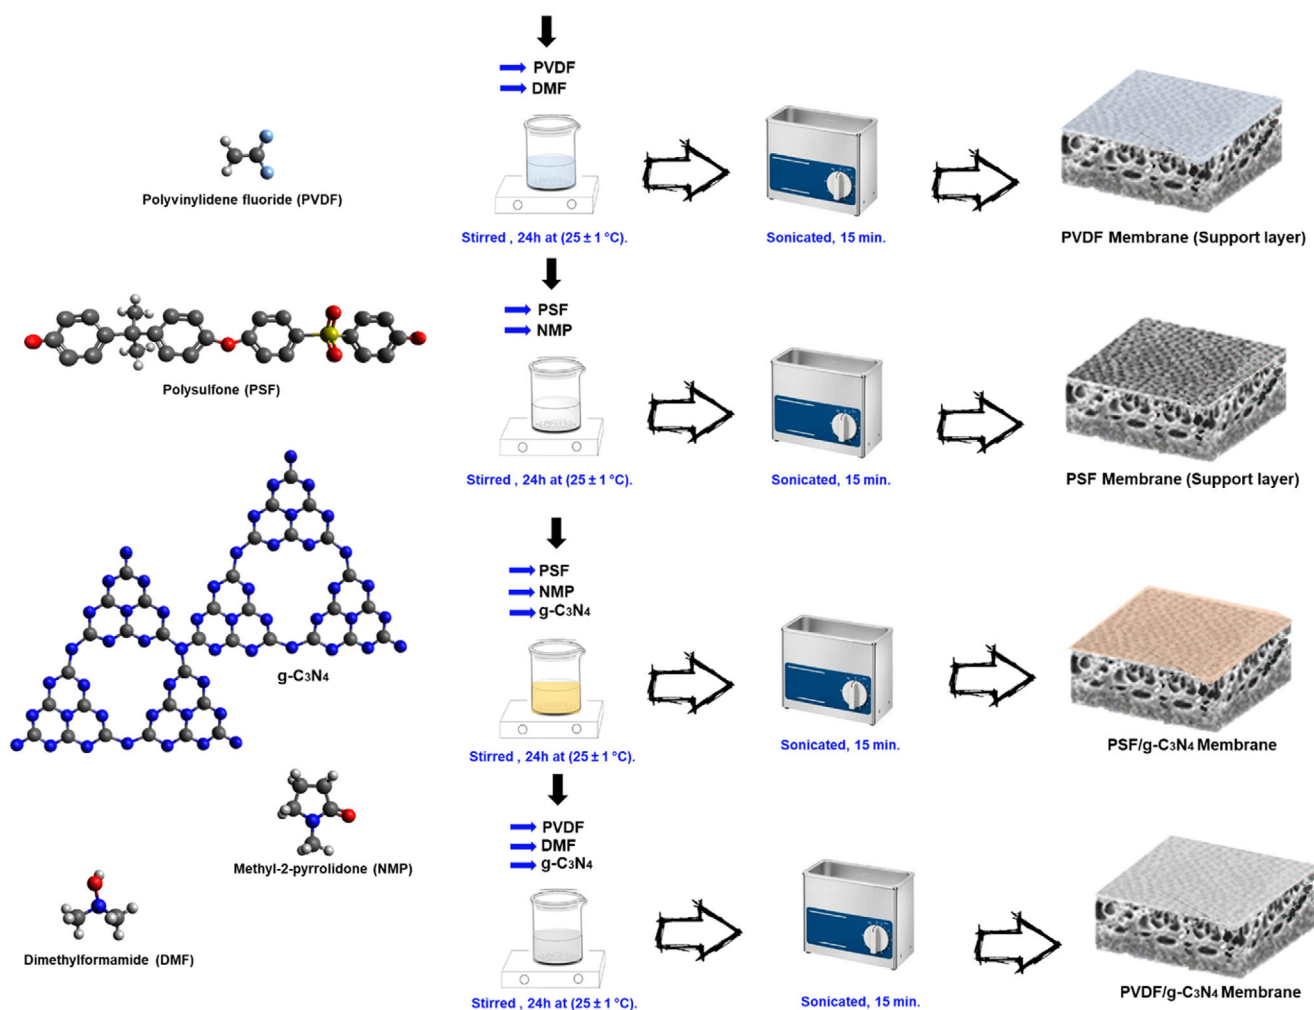 PVDF
DMF
Polyvinylidene fluoride (PVDF)
Stirred , 24h at (25 ± 1 °C).
Sonicated, 15 min.
PVDF Membrane (Support layer)
PSF
NMP
Polysulfone (PSF)
Stirred , 24h at (25 ± 1 °C).
Sonicated, 15 min.
PSF Membrane (Support layer)
PSF
NMP
g-C₃N₄
g-C₃N₄
Stirred , 24h at (25 ± 1 °C).
Sonicated, 15 min.
PSF/g-C₃N₄ Membrane
PVDF
DMF
g-C₃N₄
Methyl-2-pyrrolidone (NMP)
Dimethylformamide (DMF)
Stirred , 24h at (25 ± 1 °C).
Sonicated, 15 min.
PVDF/g-C₃N₄ Membrane